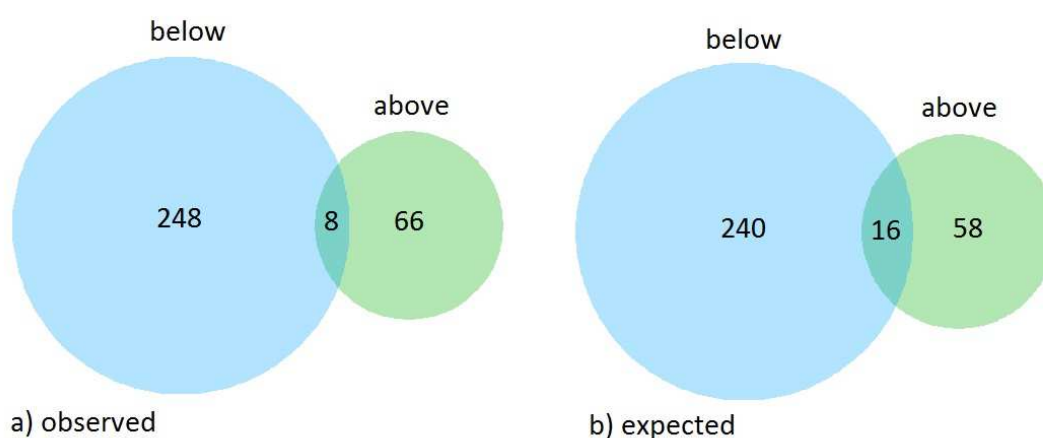 below
above
248
8
66
a) observed
below
above
240
16
58
b) expected